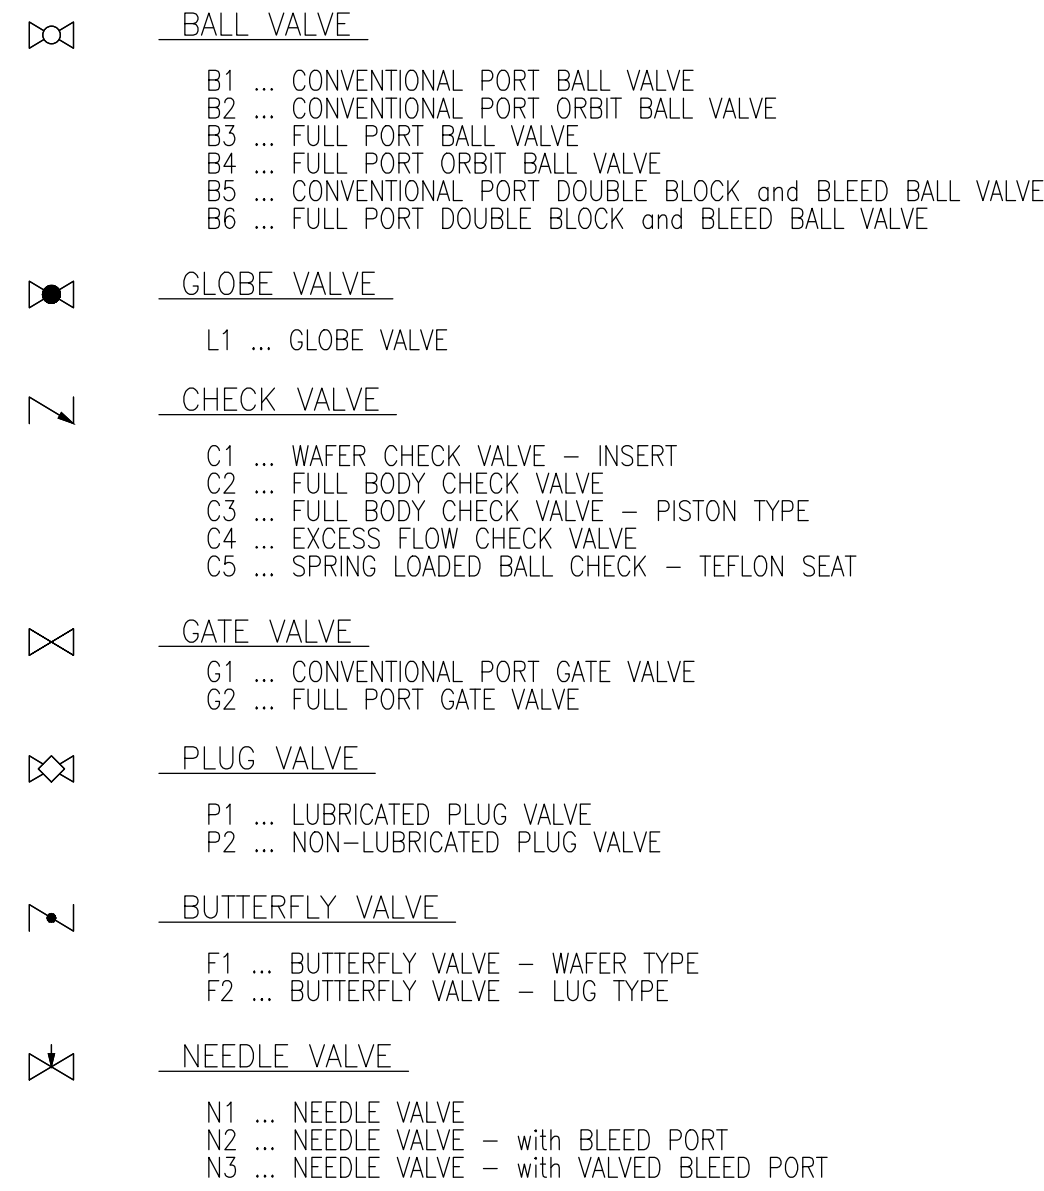 BALL VALVE
B1 ... CONVENTIONAL PORT BALL VALVE
B2 ... CONVENTIONAL PORT ORBIT BALL VALVE
B3 ... FULL PORT BALL VALVE
B4 ... FULL PORT ORBIT BALL VALVE
B5 ... CONVENTIONAL PORT DOUBLE BLOCK and BLEED BALL VALVE
B6 ... FULL PORT DOUBLE BLOCK and BLEED BALL VALVE
GLOBE VALVE
L1 ... GLOBE VALVE
CHECK VALVE
C1 ... WAFER CHECK VALVE – INSERT
C2 ... FULL BODY CHECK VALVE
C3 ... FULL BODY CHECK VALVE – PISTON TYPE
C4 ... EXCESS FLOW CHECK VALVE
C5 ... SPRING LOADED BALL CHECK – TEFLON SEAT
GATE VALVE
G1 ... CONVENTIONAL PORT GATE VALVE
G2 ... FULL PORT GATE VALVE
PLUG VALVE
P1 ... LUBRICATED PLUG VALVE
P2 ... NON–LUBRICATED PLUG VALVE
BUTTERFLY VALVE
F1 ... BUTTERFLY VALVE – WAFER TYPE
F2 ... BUTTERFLY VALVE – LUG TYPE
NEEDLE VALVE
N1 ... NEEDLE VALVE
N2 ... NEEDLE VALVE – with BLEED PORT
N3 ... NEEDLE VALVE – with VALVED BLEED PORT